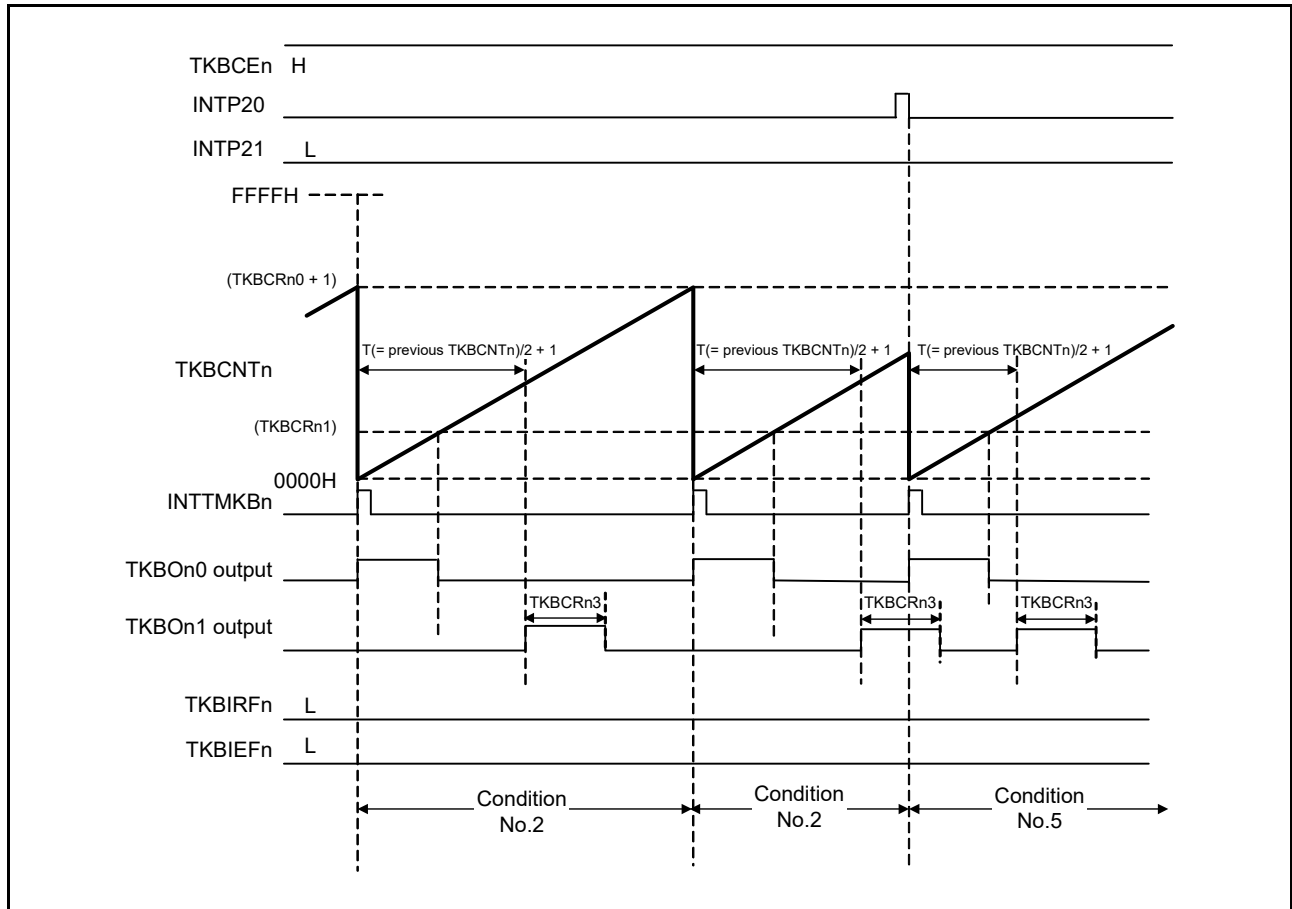 TKBCEn H
INTP20
INTP21 L
FFFFH
(TKBCRn0 + 1)
T(= previous TKBCNTn)/2 + 1 T(= previous TKBCNTn)/2 + 1 T(= previous TKBCNTn)/2 + 1
TKBCNTn
(TKBCRn1)
0000H
INTTMKBn
TKBOn0 output
TKBCRn3 TKBCRn3 TKBCRn3
TKBOn1 output
TKBIRFn L
TKBIEFn L
Condition Condition Condition
No.2 No.2 No.5